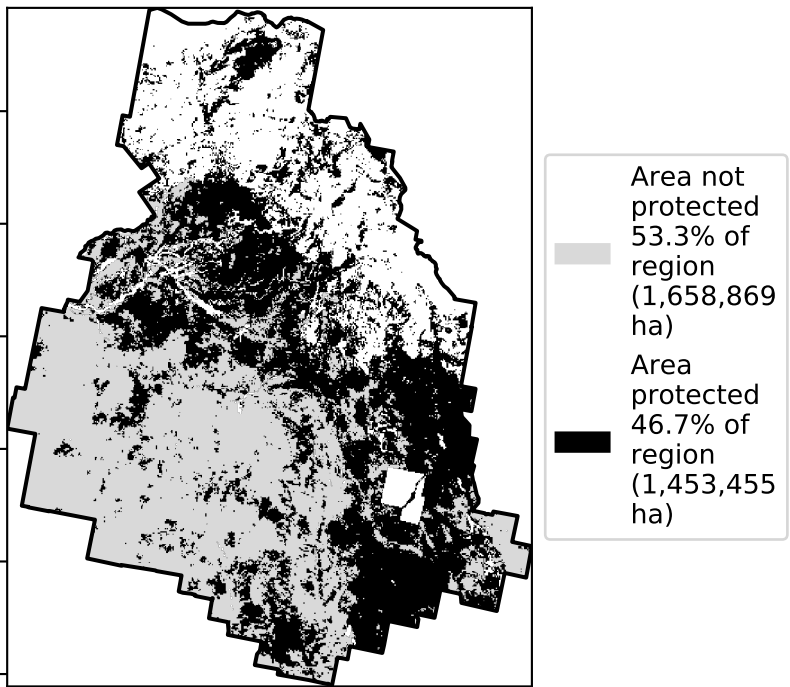 Area not
protected
53.3% of
region
(1,658,869
ha)
Area
protected
46.7% of
region
(1,453,455
ha)